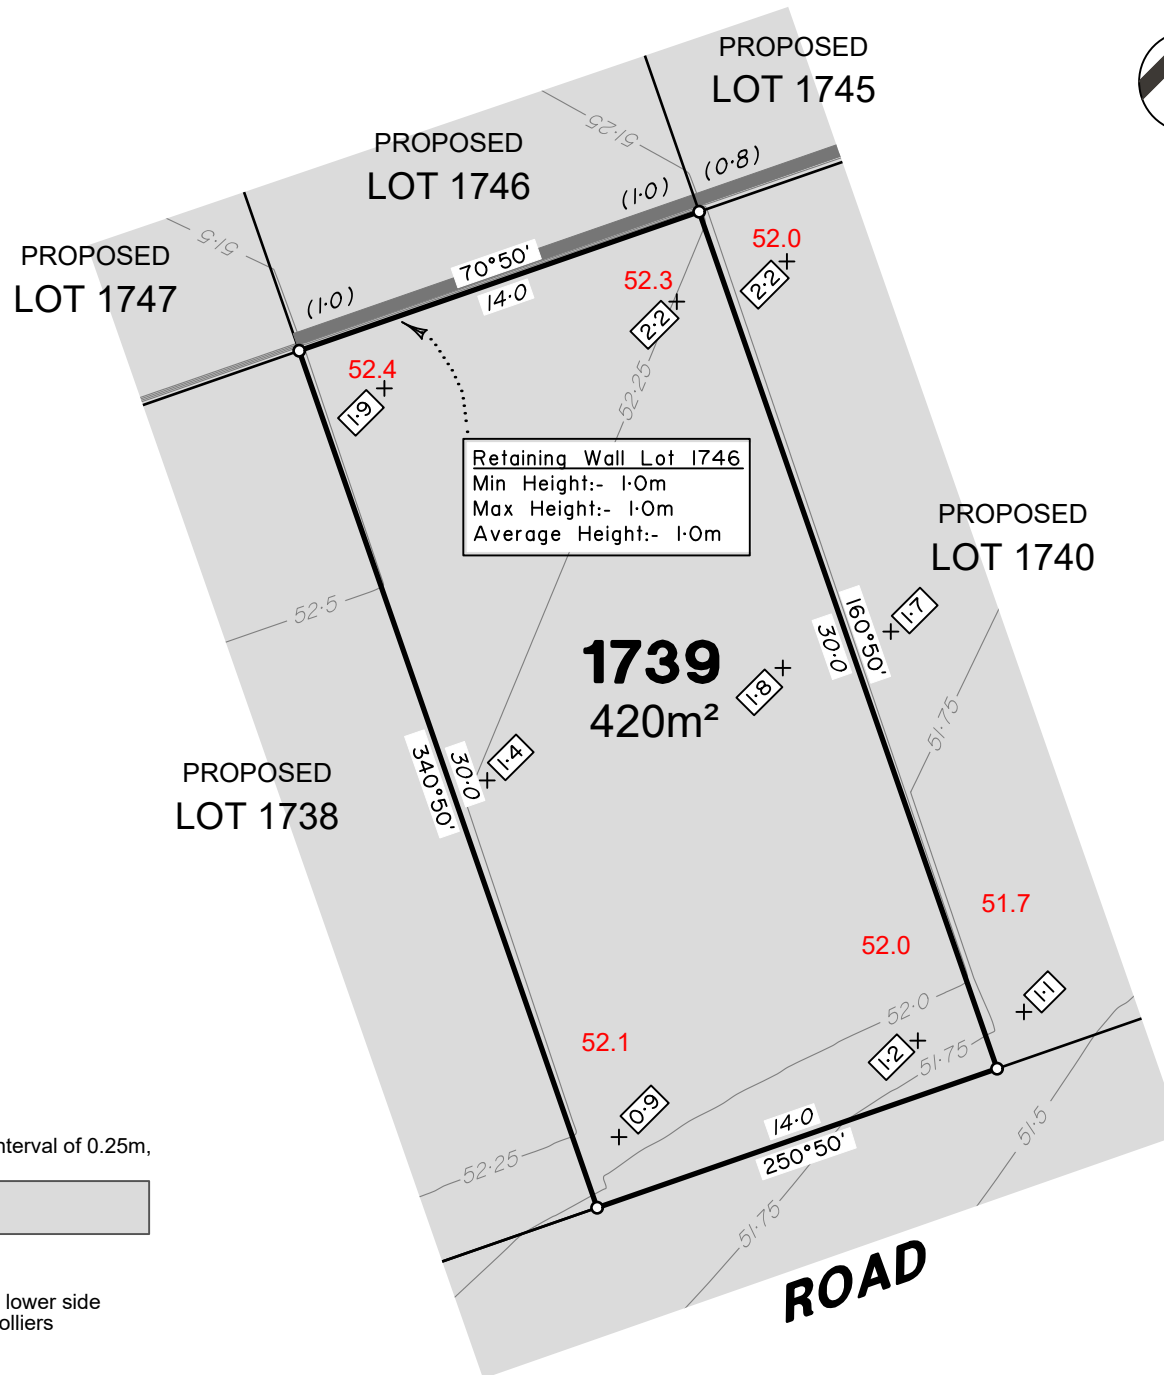 PROPOSED
LOT 1745
PROPOSED
LOT 1746
51·25
(0·8)
(1·0)
PROPOSED
LOT 1747
51·5
52.0
2·2
70°50'
14·0
52.3
2·2
(1·0)
52.4
1·9
52·25
Retaining Wall Lot 1746
Min Height:- 1·0m
Max Height:- 1·0m
Average Height:- 1·0m
PROPOSED
LOT 1740
52·5
1·7
160°50'
30·0
1739
420m²
1·8
51·75
340°50'
30·0
1·4
PROPOSED
LOT 1738
51.7
52.0
1·1
52·0
52.1
1·2
51·75
0·9
14·0
250°50'
51·5
nterval of 0.25m,
52·25
51·75
ROAD
lower side
olliers